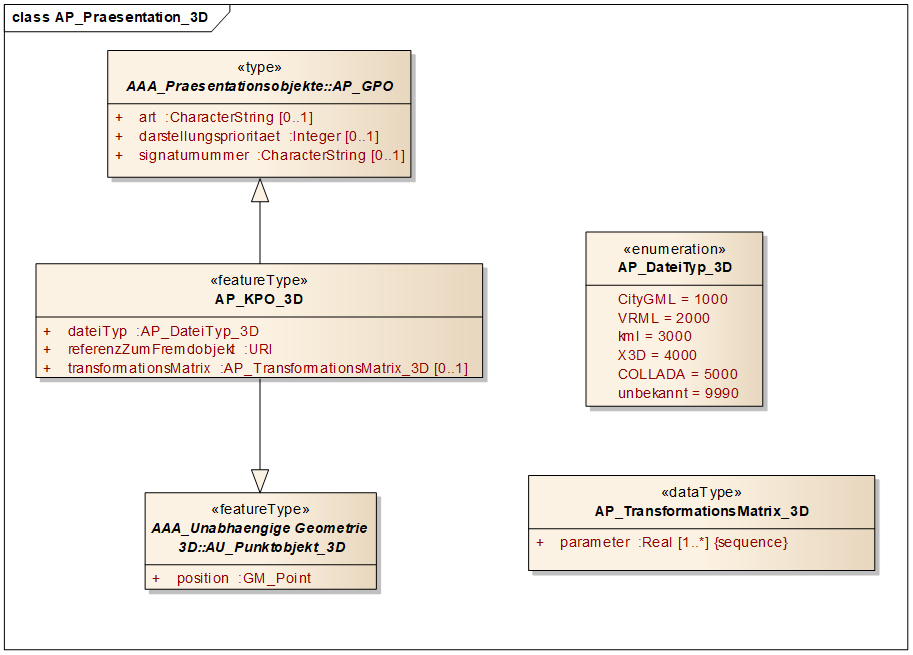 class AP_Praesentation_3D
«type»
AAA_Praesentationsobjekte::AP_GPO
+ art :CharacterString [0..1]
+ darstellungsprioritaet :Integer [0..1]
+ signaturnummer :CharacterString [0..1]
«featureType»
AP_KPO_3D
+ dateiTyp :AP_DateiTyp_3D
+ referenzZumFremdobjekt :URI
+ transformationsMatrix :AP_TransformationsMatrix_3D [0..1]
«enumeration»
AP_DateiTyp_3D
CityGML = 1000
VRML = 2000
kml = 3000
X3D = 4000
COLLADA = 5000
unbekannt = 9990
«featureType»
AAA_Unabhaengige Geometrie
3D::AU_Punktobjekt_3D
+ position :GM_Point
«dataType»
AP_TransformationsMatrix_3D
+ parameter :Real [1..*] {sequence}